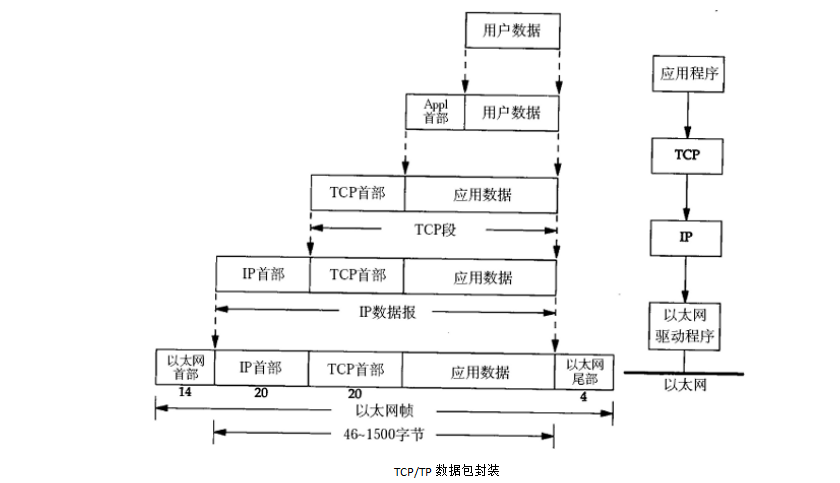 用户数据
Appl
首部
用户数据
TCP首部
应用数据
TCP段
IP首部
TCP首部
应用数据
IP数据报
以太网
首部
IP首部
TCP首部
应用数据
以太网
尾部
14
20
20
4
以太网帧
46~1500字节
应用程序
TCP
IP
以太网
驱动程序
以太网
TCP/TP 数据包封装